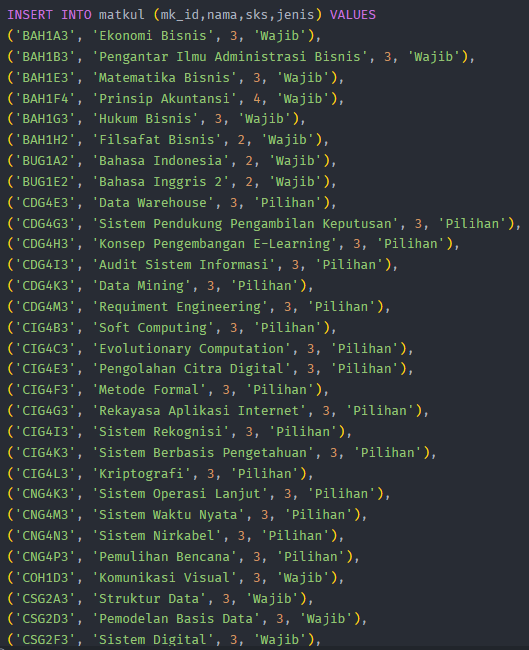 INSERT INTO matkul (mk_id,nama,sks,jenis) VALUES
('BAH1A3', 'Ekonomi Bisnis', 3, 'Wajib'),
('BAH1B3', 'Pengantar Ilmu Administrasi Bisnis', 3, 'Wajib'),
('BAH1E3', 'Matematika Bisnis', 3, 'Wajib'),
('BAH1F4', 'Prinsip Akuntansi', 4, 'Wajib'),
('BAH1G3', 'Hukum Bisnis', 3, 'Wajib'),
('BAH1H2', 'Filsafat Bisnis', 2, 'Wajib'),
('BUG1A2', 'Bahasa Indonesia', 2, 'Wajib'),
('BUG1E2', 'Bahasa Inggris 2', 2, 'Wajib'),
('CDG4E3', 'Data Warehouse', 3, 'Pilihan'),
('CDG4G3', 'Sistem Pendukung Pengambilan Keputusan', 3, 'Pilihan'),
('CDG4H3', 'Konsep Pengembangan E-Learning', 3, 'Pilihan'),
('CDG4I3', 'Audit Sistem Informasi', 3, 'Pilihan'),
('CDG4K3', 'Data Mining', 3, 'Pilihan'),
('CDG4M3', 'Requiment Engineering', 3, 'Pilihan'),
('CIG4B3', 'Soft Computing', 3, 'Pilihan'),
('CIG4C3', 'Evolutionary Computation', 3, 'Pilihan'),
('CIG4E3', 'Pengolahan Citra Digital', 3, 'Pilihan'),
('CIG4F3', 'Metode Formal', 3, 'Pilihan'),
('CIG4G3', 'Rekayasa Aplikasi Internet', 3, 'Pilihan'),
('CIG4I3', 'Sistem Rekognisi', 3, 'Pilihan'),
('CIG4K3', 'Sistem Berbasis Pengetahuan', 3, 'Pilihan'),
('CIG4L3', 'Kriptografi', 3, 'Pilihan'),
('CNG4K3', 'Sistem Operasi Lanjut', 3, 'Pilihan'),
('CNG4M3', 'Sistem Waktu Nyata', 3, 'Pilihan'),
('CNG4N3', 'Sistem Nirkabel', 3, 'Pilihan'),
('CNG4P3', 'Pemulihan Bencana', 3, 'Pilihan'),
('COH1D3', 'Komunikasi Visual', 3, 'Wajib'),
('CSG2A3', 'Struktur Data', 3, 'Wajib'),
('CSG2D3', 'Pemodelan Basis Data', 3, 'Wajib'),
('CSG2F3', 'Sistem Digital', 3, 'Wajib'),